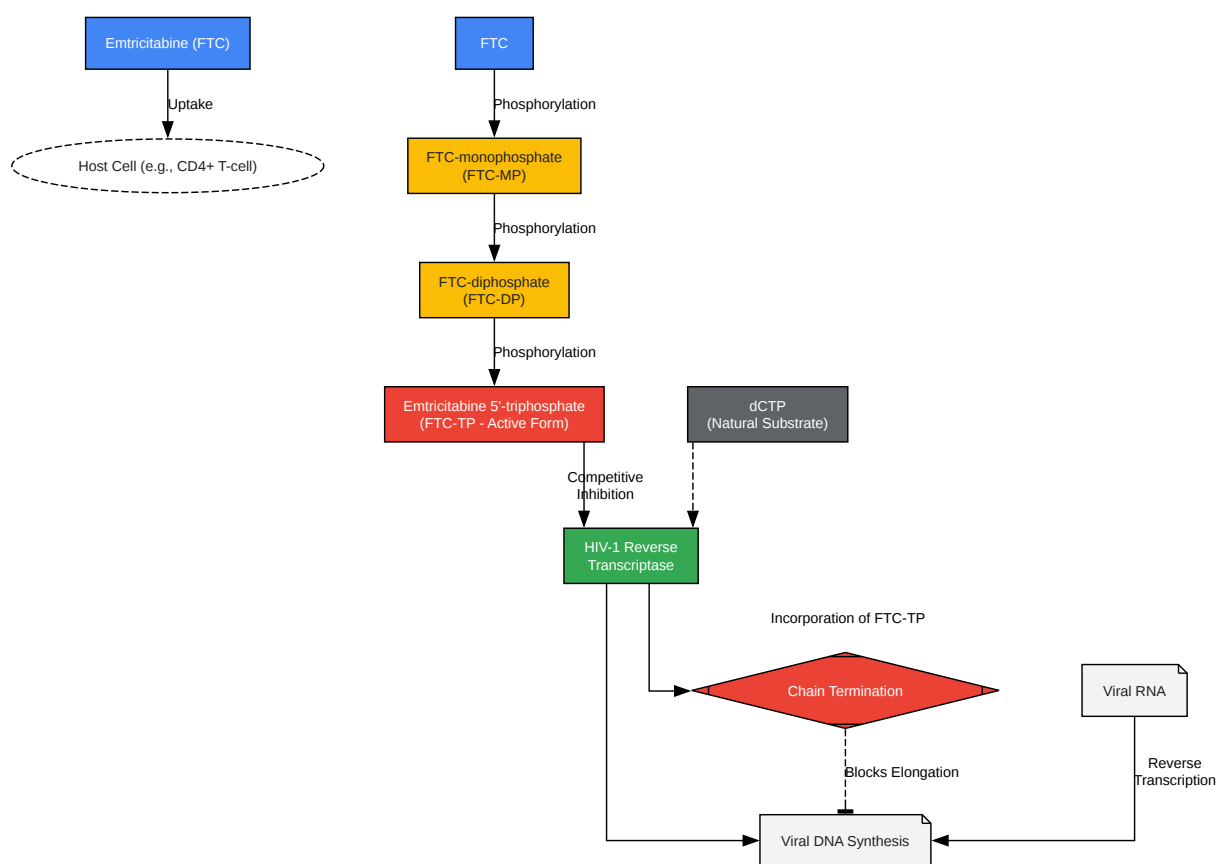 Emtricitabine (FTC)
FTC
Uptake
Phosphorylation
Host Cell (e.g., CD4+ T-cell)
FTC-monophosphate
(FTC-MP)
Phosphorylation
FTC-diphosphate
(FTC-DP)
Phosphorylation
Emtricitabine 5'-triphosphate
(FTC-TP - Active Form)
dCTP
(Natural Substrate)
Competitive
Inhibition
HIV-1 Reverse
Transcriptase
Incorporation of FTC-TP
Chain Termination
Viral RNA
Blocks Elongation
Reverse
Transcription
Viral DNA Synthesis